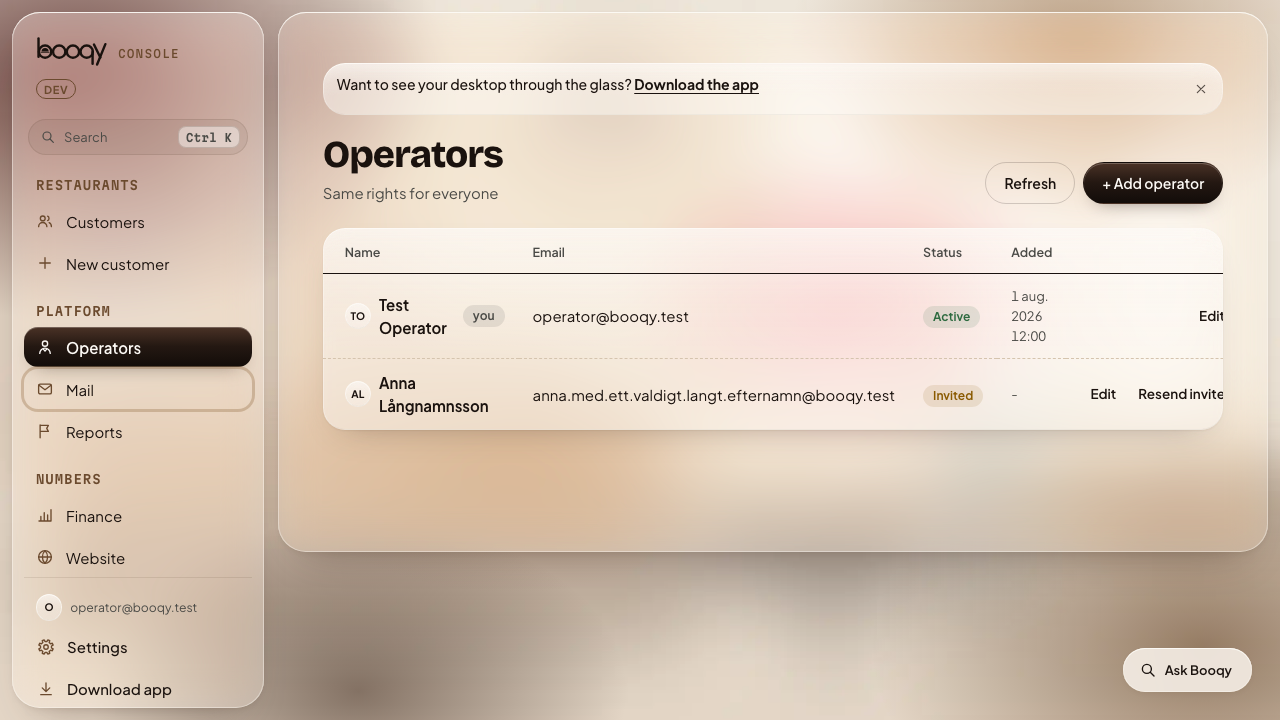 booqy CONSOLE
DEV
Search Ctrl K
RESTAURANTS
Customers
New customer
PLATFORM
Operators
Mail
Reports
NUMBERS
Finance
Website
O operator@booqy.test
Settings
Download app
Want to see your desktop through the glass? Download the app
Operators
Same rights for everyone
Refresh
+ Add operator
Name Email Status Added
TO Test Operator you operator@booqy.test Active 1 aug. 2026 12:00 Edit
AL Anna Långnamnsson anna.med.ett.valdigt.langt.efternamn@booqy.test Invited - Edit Resend invite
Ask Booqy